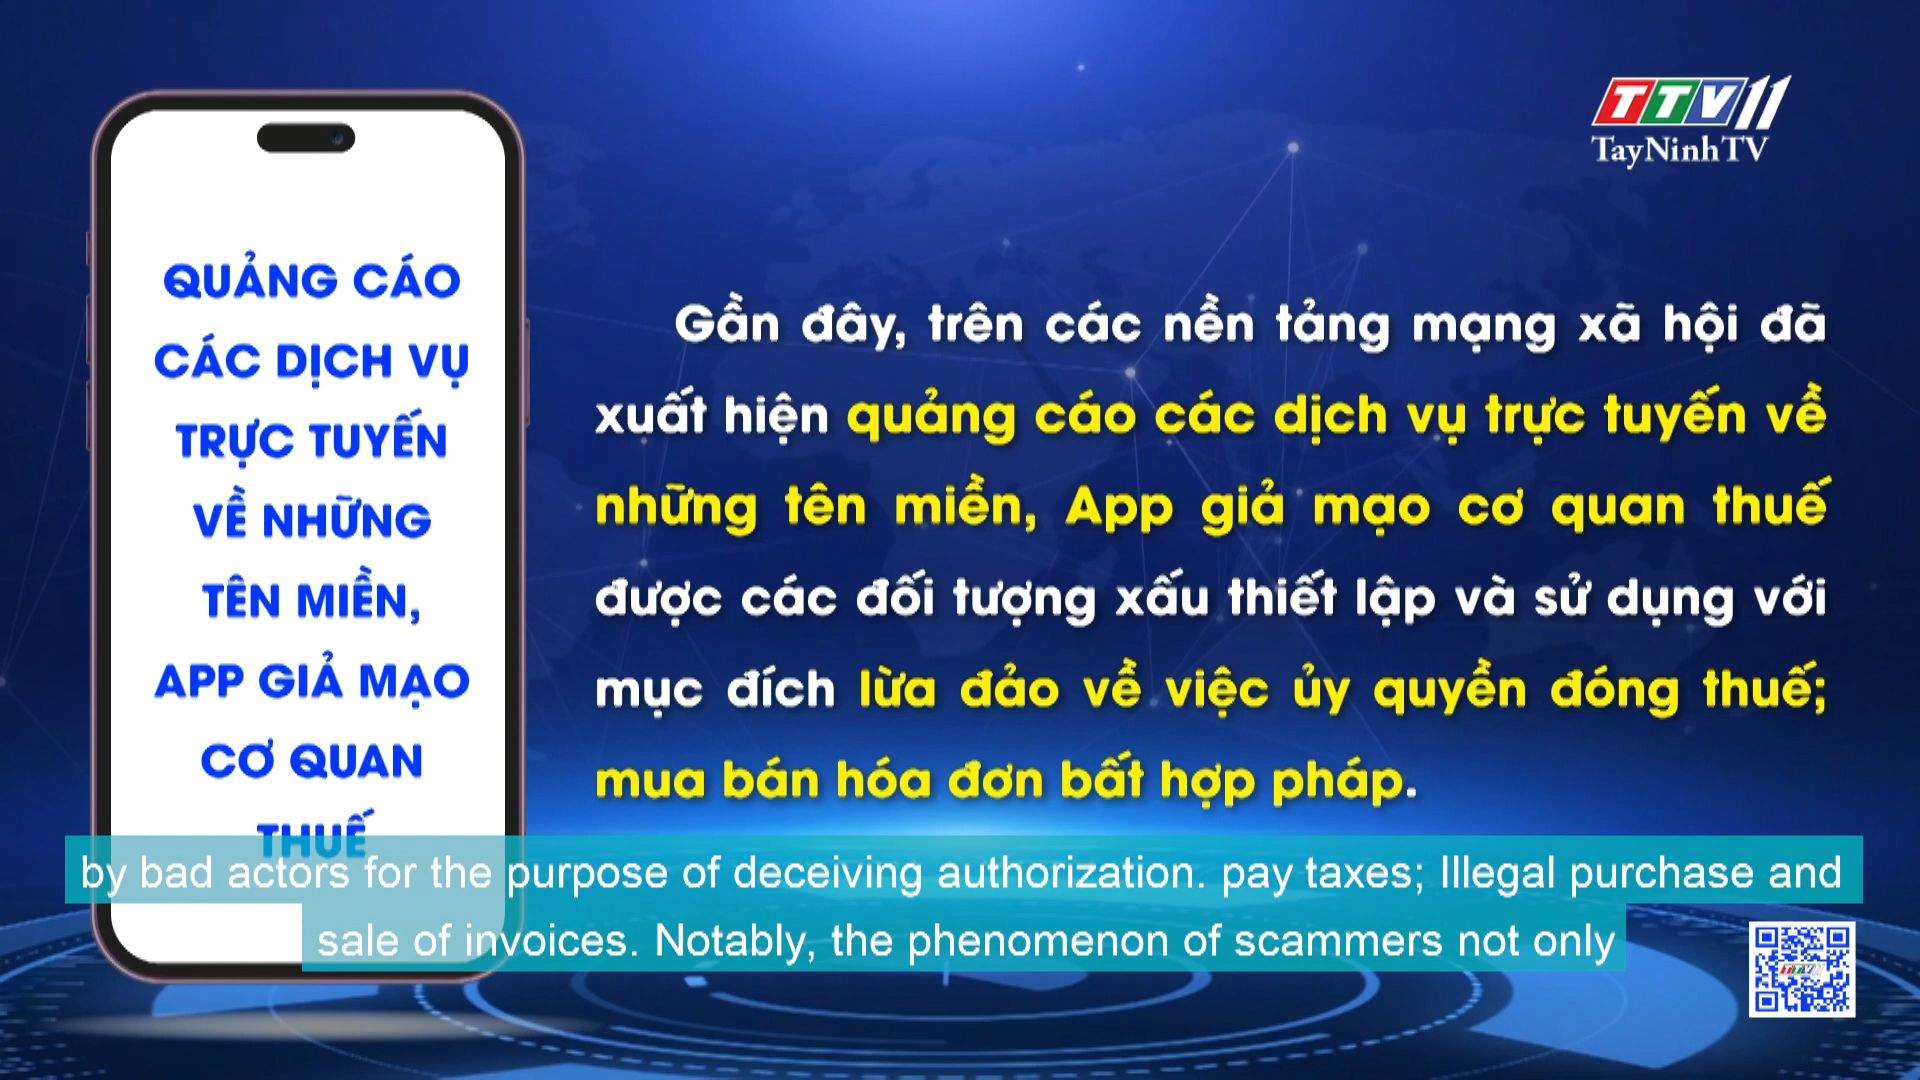 TTV11
TayNinhTV
QUẢNG CÁO
CÁC DỊCH VỤ
TRỰC TUYẾN
VỀ NHỮNG
TÊN MIỀN,
APP GIẢ MẠO
CƠ QUAN
THUẾ
Gần đây, trên các nền tảng mạng xã hội đã
xuất hiện quảng cáo các dịch vụ trực tuyến về
những tên miền, App giả mạo cơ quan thuế
được các đối tượng xấu thiết lập và sử dụng với
mục đích lừa đảo về việc ủy quyền đóng thuế;
mua bán hóa đơn bất hợp pháp.
by bad actors for the purpose of deceiving authorization. pay taxes; Illegal purchase and
sale of invoices. Notably, the phenomenon of scammers not only
TTV11